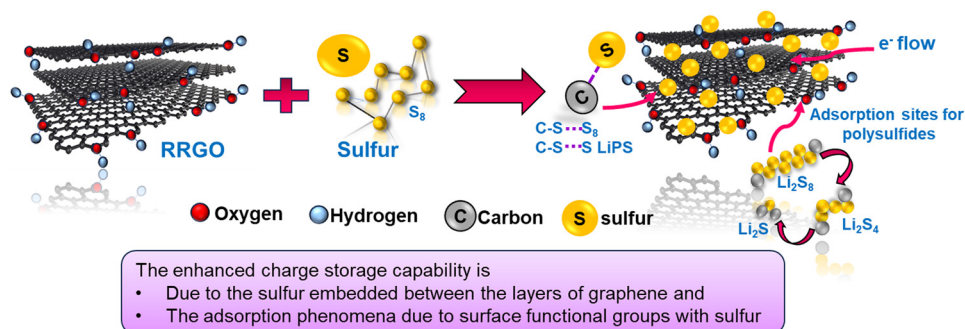 S
S₈
RRGO
Sulfur
S
C
C-S····S₈
C-S····S LiPS
e⁻ flow
Adsorption sites for
polysulfides
Li₂S₈
Li₂S
Li₂S₄
Oxygen
Hydrogen
C Carbon
S sulfur
The enhanced charge storage capability is
• Due to the sulfur embedded between the layers of graphene and
• The adsorption phenomena due to surface functional groups with sulfur